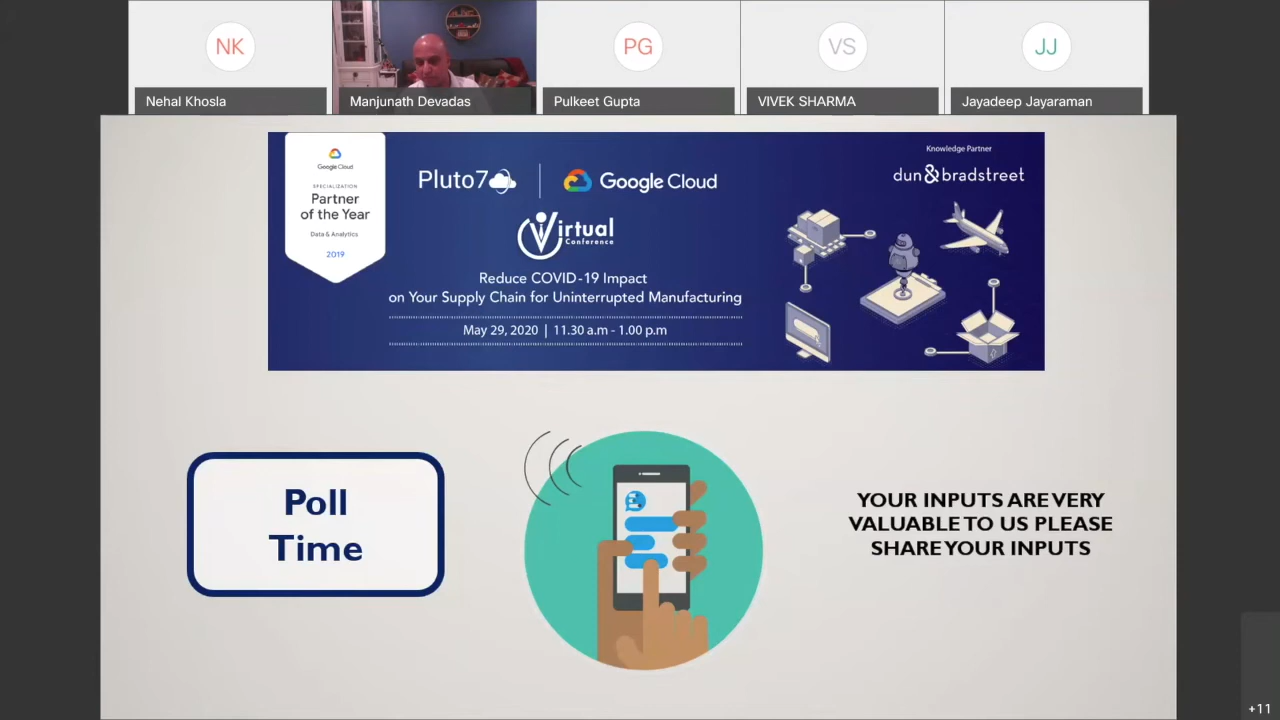 NK
PG
VS
JJ
Nehal Khosla
Manjunath Devadas
Pulkeet Gupta
VIVEK SHARMA
Jayadeep Jayaraman
Google Cloud
SPECIALIZATION
Partner
of the Year
Data & Analytics
2019
Pluto7
Google Cloud
Virtual
Conference
Reduce COVID-19 Impact
on Your Supply Chain for Uninterrupted Manufacturing
May 29, 2020 | 11.30 a.m - 1.00 p.m
Knowledge Partner
dun & bradstreet
Poll
Time
YOUR INPUTS ARE VERY
VALUABLE TO US PLEASE
SHARE YOUR INPUTS
+11